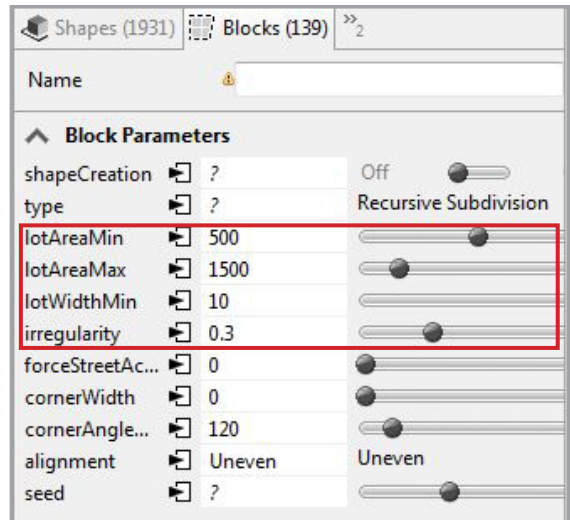 Shapes (1931) Blocks (139) »2
Name
Block Parameters
shapeCreation ? Off
type ? Recursive Subdivision
lotAreaMin 500
lotAreaMax 1500
lotWidthMin 10
irregularity 0.3
forceStreetAc... 0
cornerWidth 0
cornerAngle... 120
alignment Uneven Uneven
seed ?